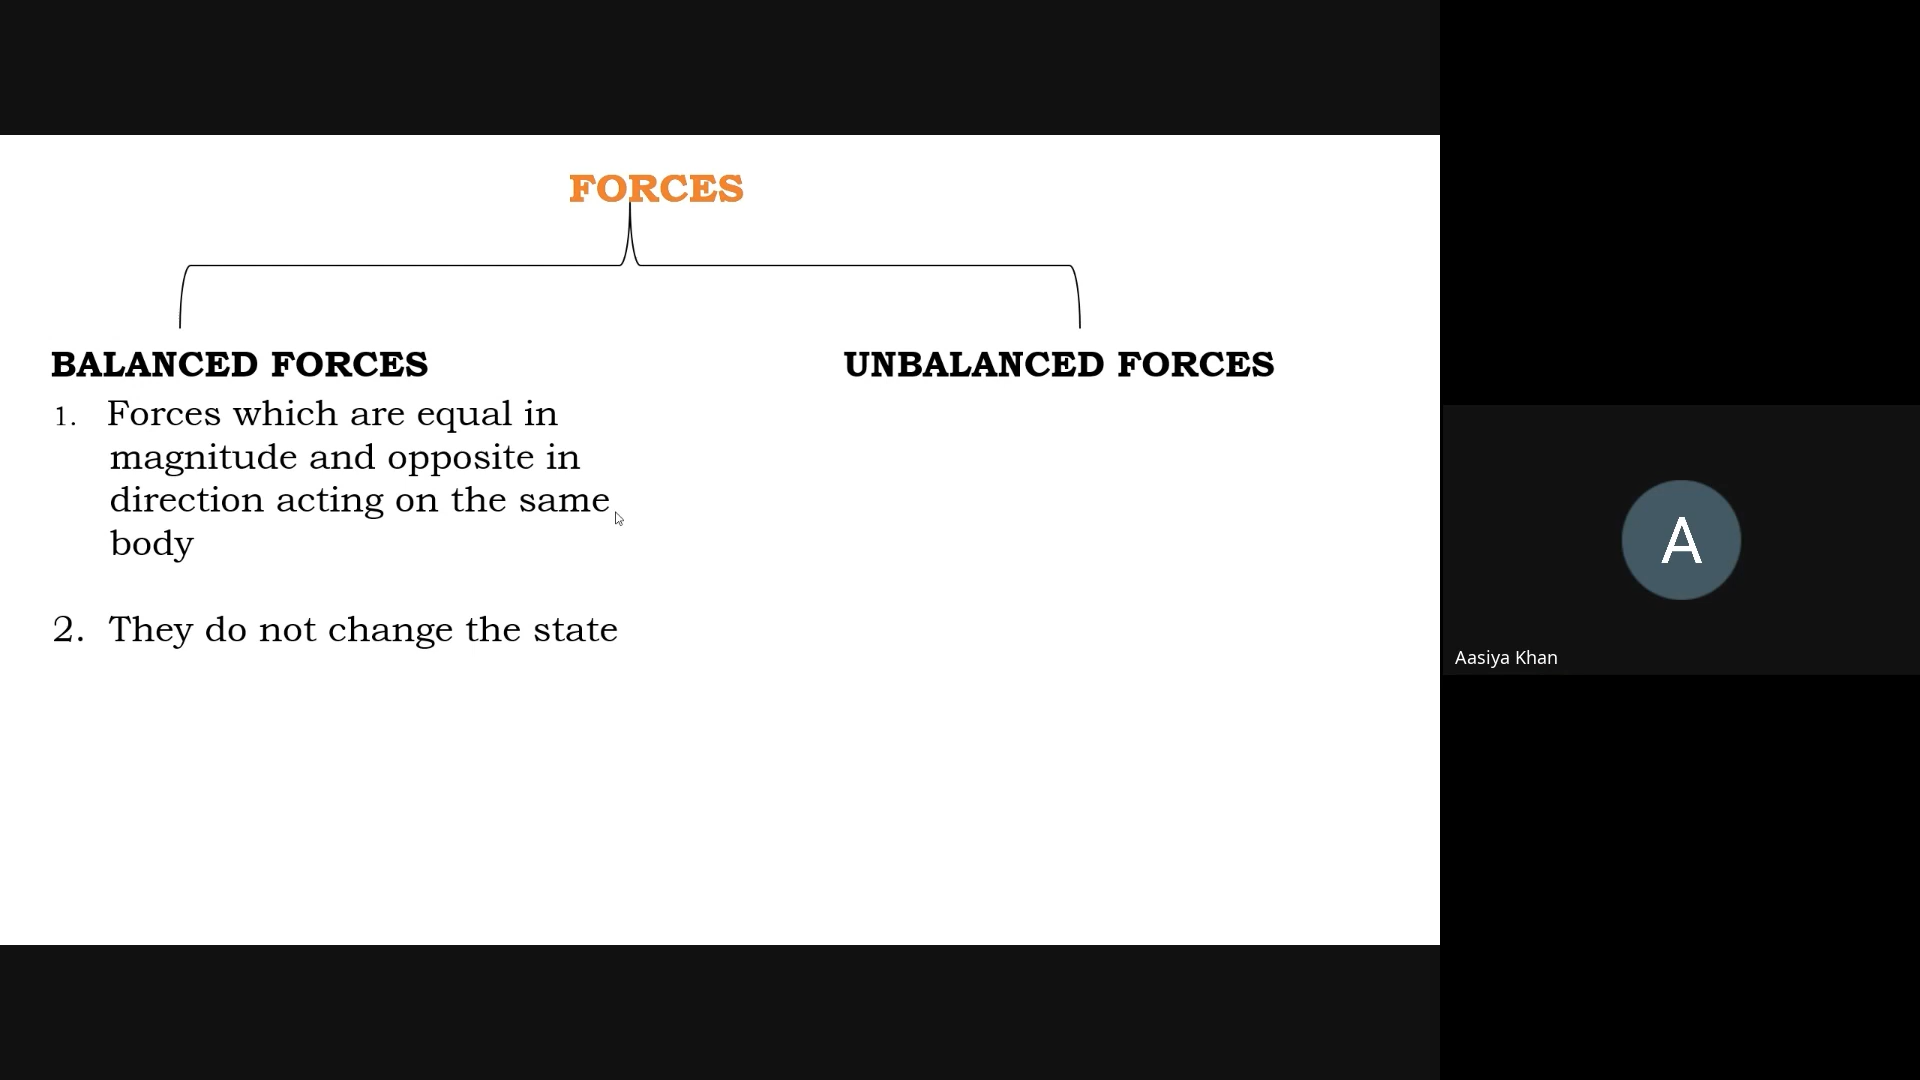 FORCES
BALANCED FORCES
UNBALANCED FORCES
1. Forces which are equal in
magnitude and opposite in
direction acting on the same
body
2. They do not change the state
A
Aasiya Khan